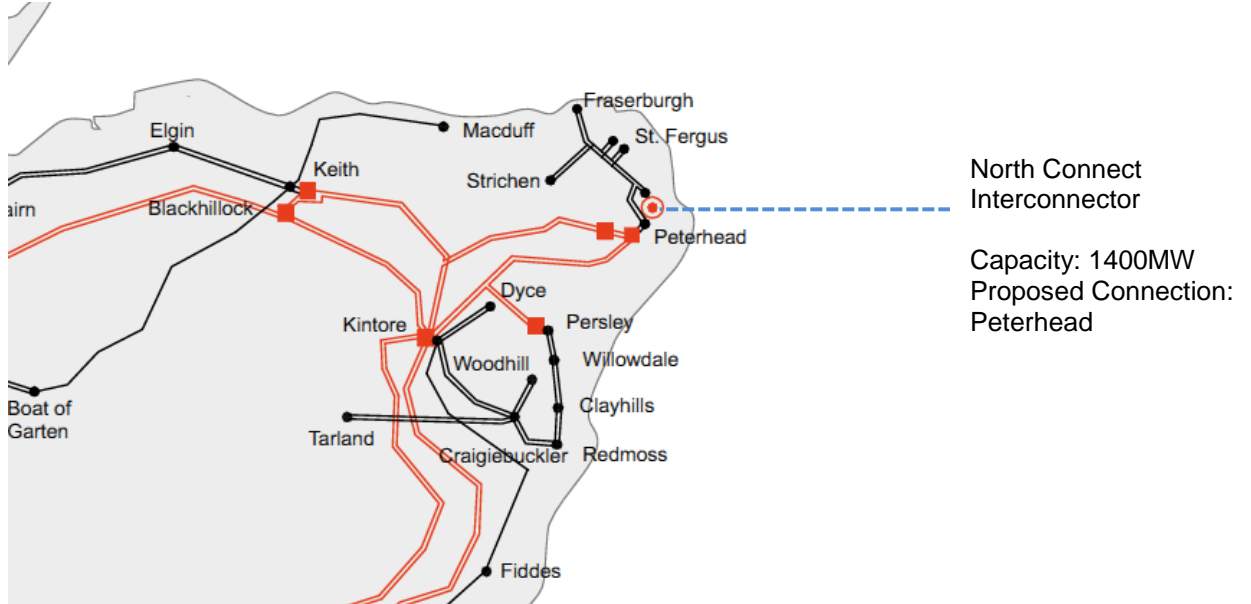 Fraserburgh
Elgin
Macduff
St. Fergus
Keith
Strichen
North Connect
Interconnector
airn
Blackhillock
Peterhead
Capacity: 1400MW
Proposed Connection:
Peterhead
Dyce
Kintore
Persley
Woodhill
Willowdale
Boat of
Garten
Clayhills
Tarland
Craigiebuckler
Redmoss
Fiddes